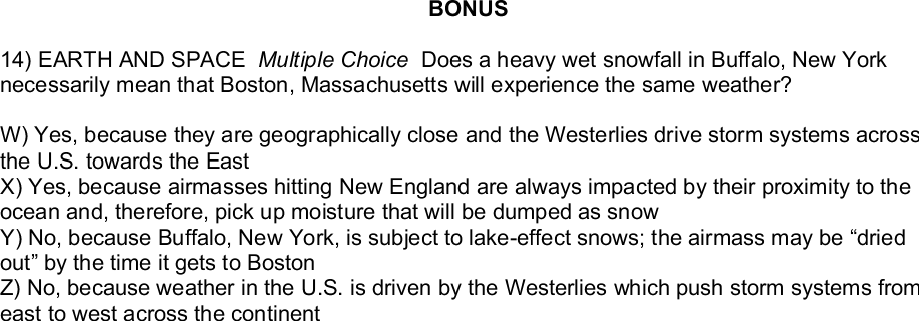 BONUS
14) EARTH AND SPACE Multiple Choice Does a heavy wet snowfall in Buffalo, New York
necessarily mean that Boston, Massachusetts will experience the same weather?
W) Yes, because they are geographically close and the Westerlies drive storm systems across
the U.S. towards the East
X) Yes, because airmasses hitting New England are always impacted by their proximity to the
ocean and, therefore, pick up moisture that will be dumped as snow
Y) No, because Buffalo, New York, is subject to lake-effect snows; the airmass may be “dried
out” by the time it gets to Boston
Z) No, because weather in the U.S. is driven by the Westerlies which push storm systems from
east to west across the continent